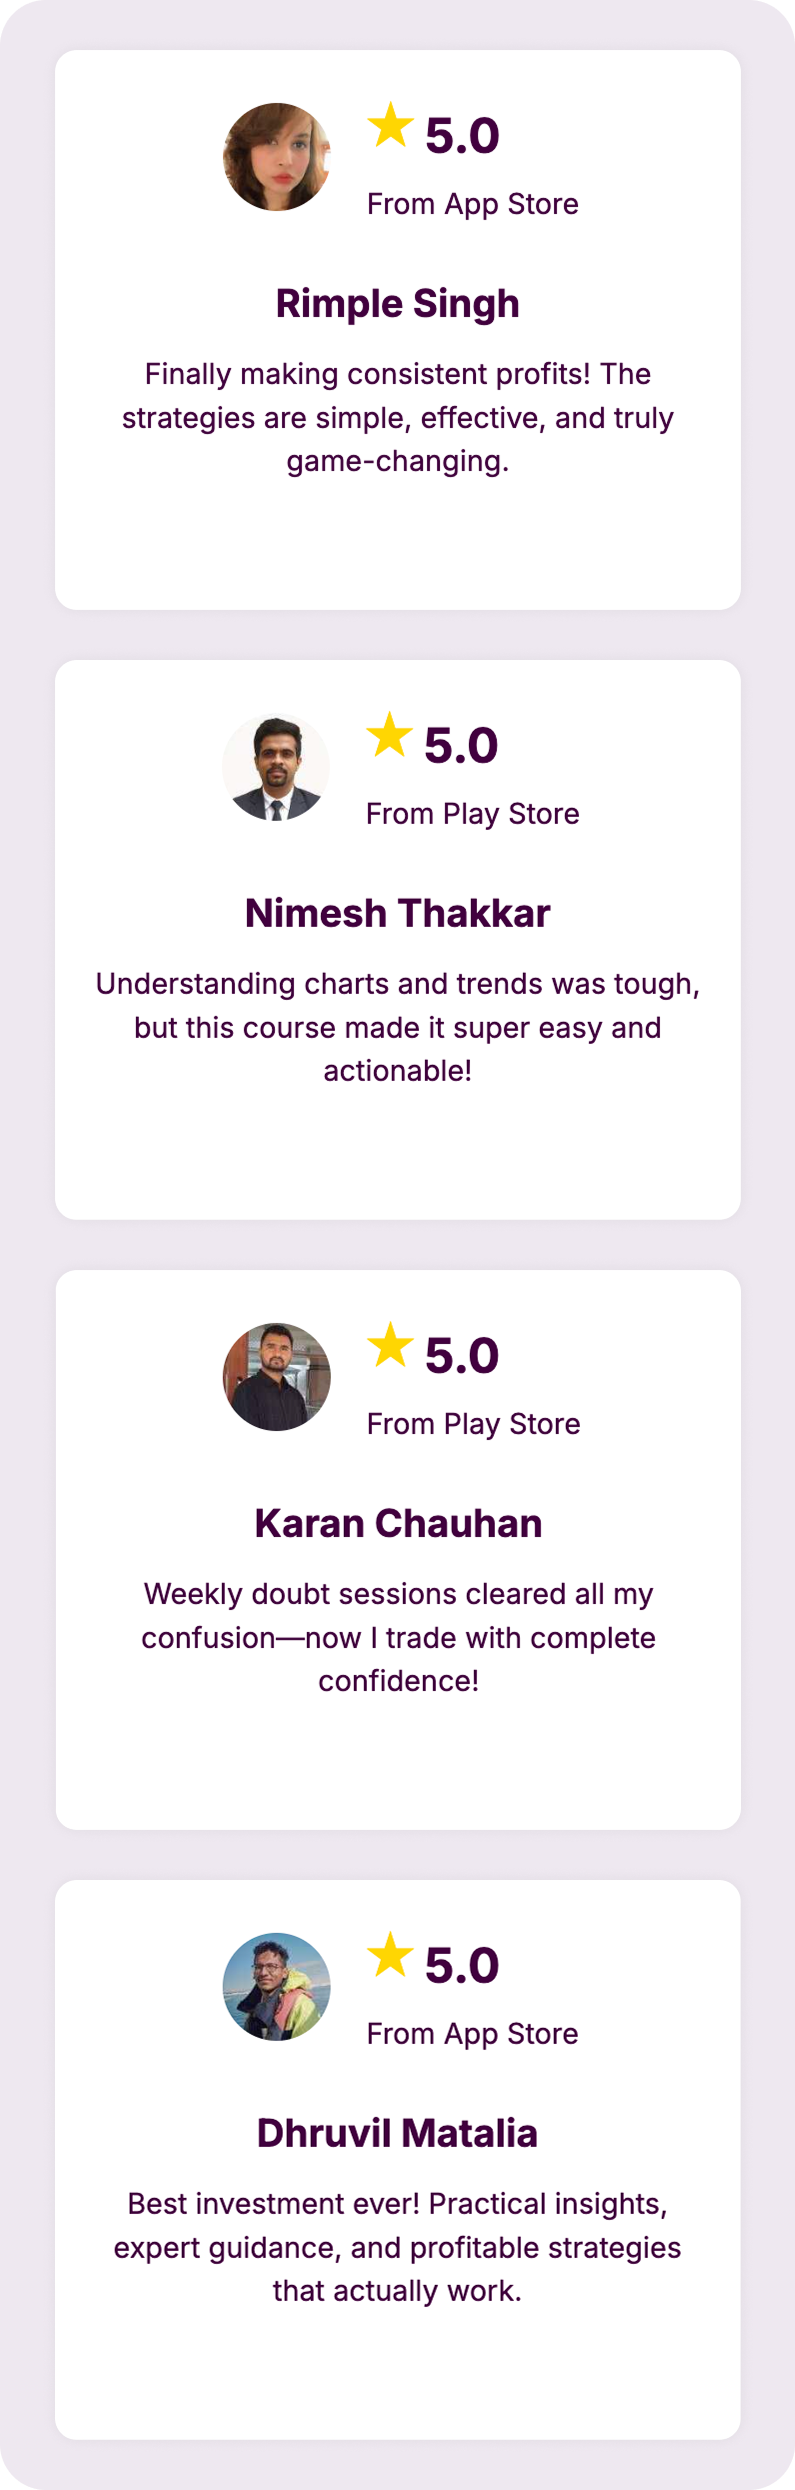 5.0
From App Store
Rimple Singh
Finally making consistent profits! The
strategies are simple, effective, and truly
game-changing.
5.0
From Play Store
Nimesh Thakkar
Understanding charts and trends was tough,
but this course made it super easy and
actionable!
5.0
From Play Store
Karan Chauhan
Weekly doubt sessions cleared all my
confusion—now I trade with complete
confidence!
5.0
From App Store
Dhruvil Matalia
Best investment ever! Practical insights,
expert guidance, and profitable strategies
that actually work.